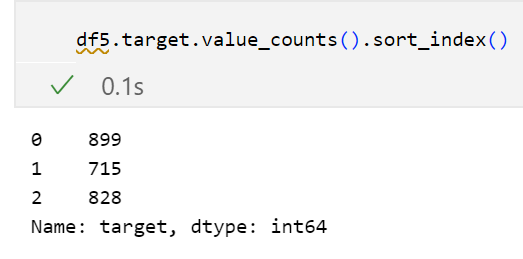 df5.target.value_counts().sort_index()
0.1s
0    899
1    715
2    828
Name: target, dtype: int64